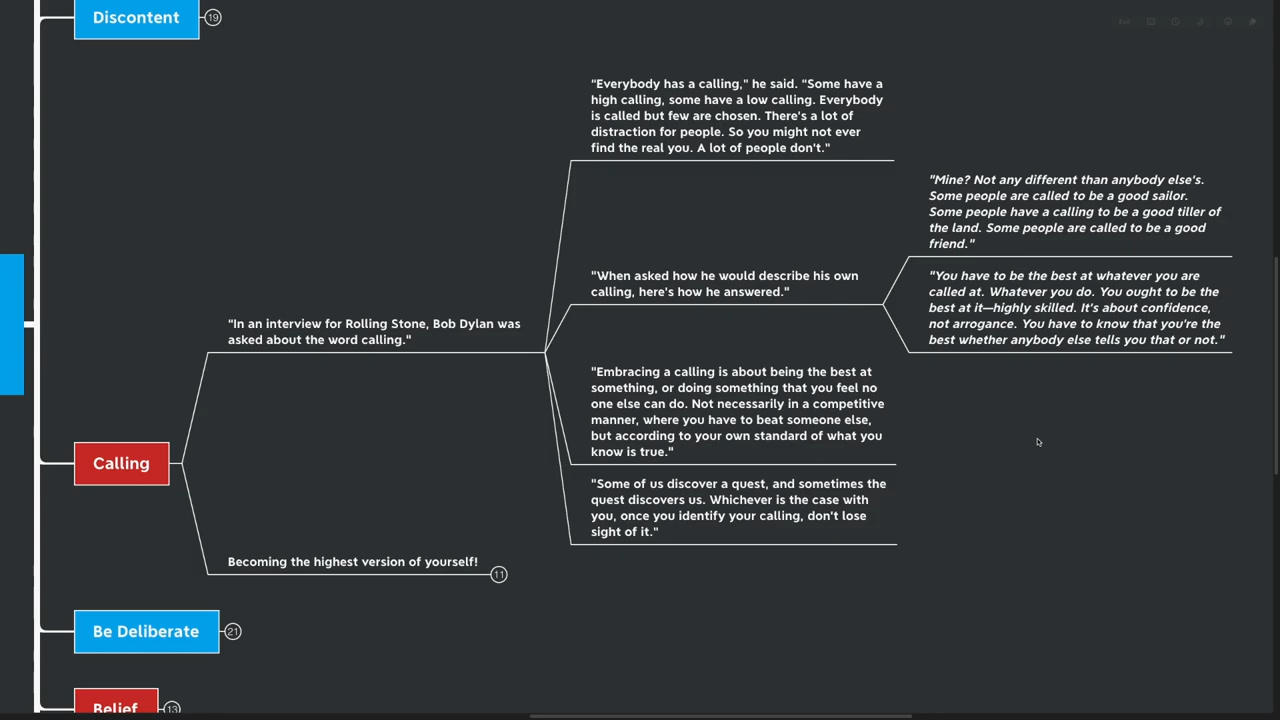 Discontent
19
"Everybody has a calling," he said. "Some have a
high calling, some have a low calling. Everybody
is called but few are chosen. There's a lot of
distraction for people. So you might not ever
find the real you. A lot of people don't."
"Mine? Not any different than anybody else's.
Some people are called to be a good sailor.
Some people have a calling to be a good tiller of
the land. Some people are called to be a good
friend."
"When asked how he would describe his own
calling, here's how he answered."
"You have to be the best at whatever you are
called at. Whatever you do. You ought to be the
best at it—highly skilled. It's about confidence,
not arrogance. You have to know that you're the
best whether anybody else tells you that or not."
"In an interview for Rolling Stone, Bob Dylan was
asked about the word calling."
"Embracing a calling is about being the best at
something, or doing something that you feel no
one else can do. Not necessarily in a competitive
manner, where you have to beat someone else,
but according to your own standard of what you
know is true."
Calling
"Some of us discover a quest, and sometimes the
quest discovers us. Whichever is the case with
you, once you identify your calling, don't lose
sight of it."
Becoming the highest version of yourself!
11
Be Deliberate
21
Belief
13